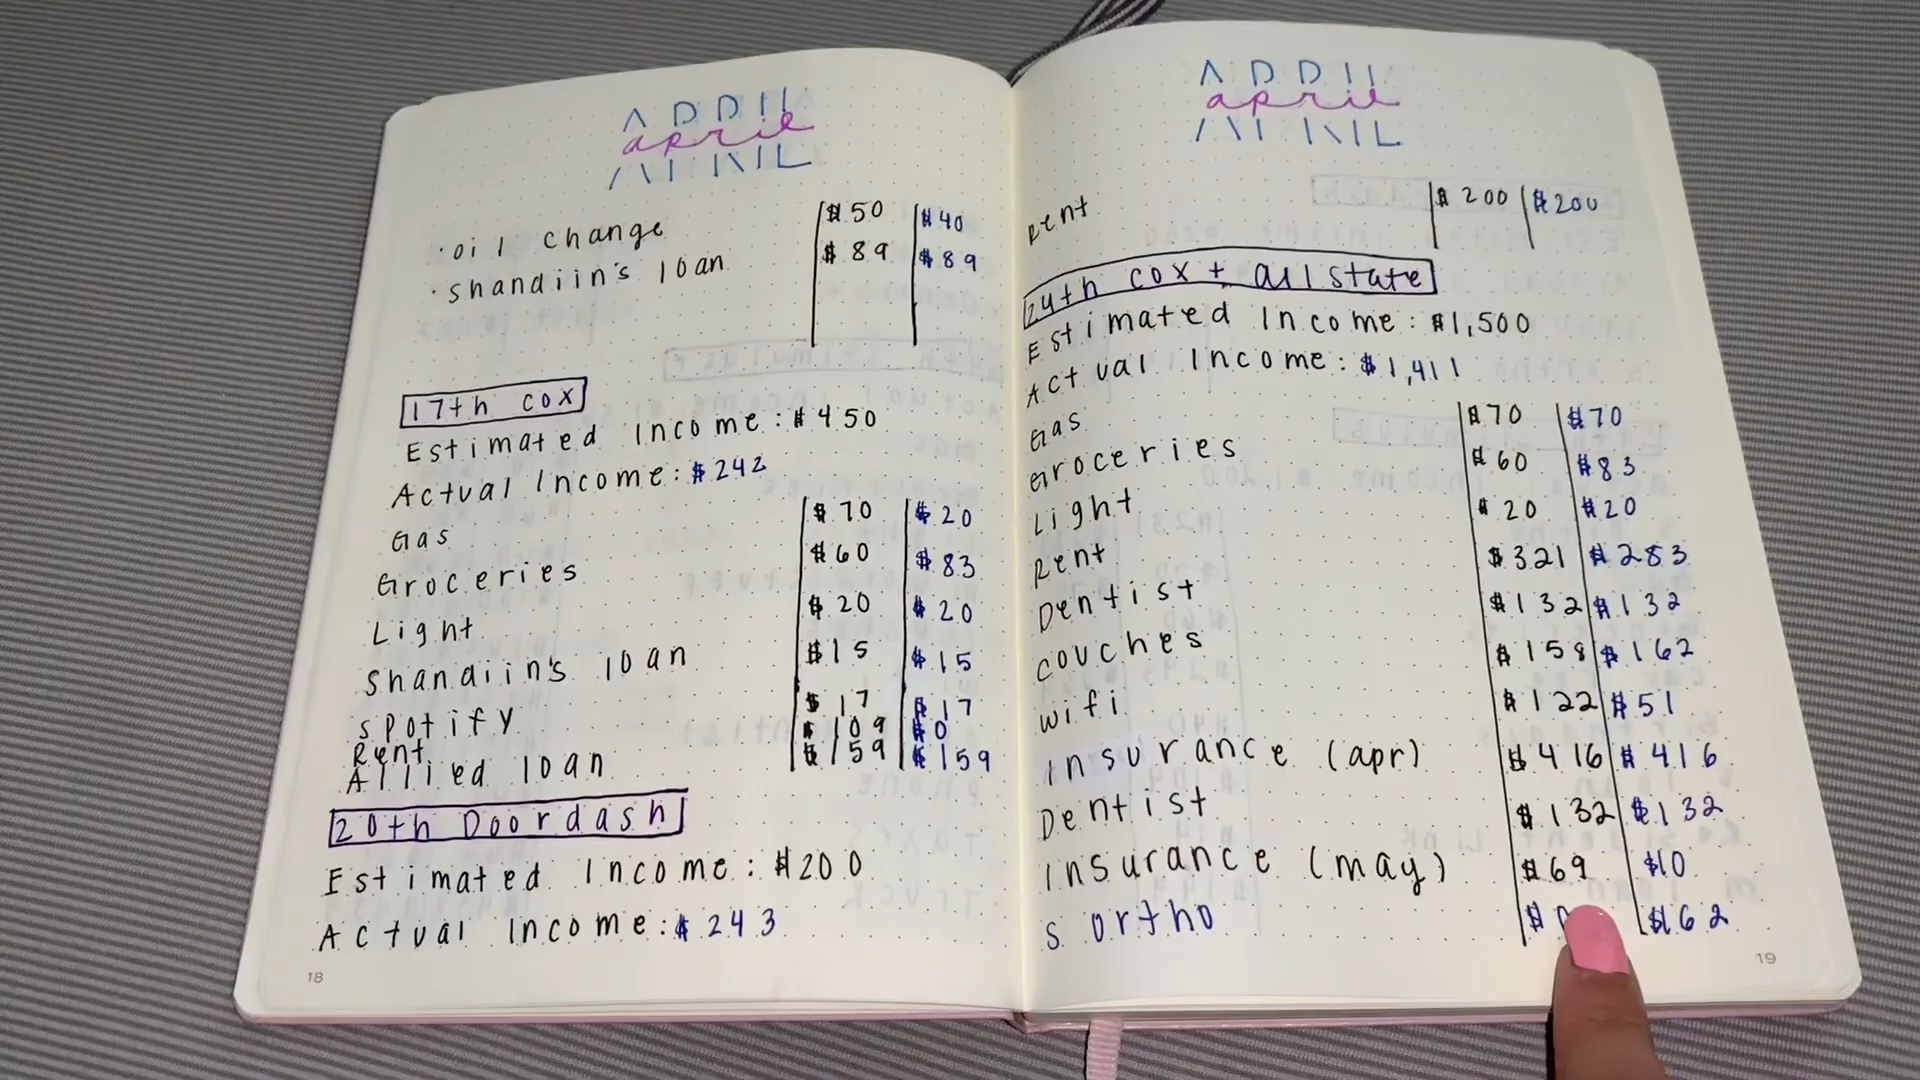 APRIL
april
· oil change $50 $40
· shandiin's loan $89 $89
17th cox
Estimated Income: $450
Actual Income: $242
Gas $70 $20
Groceries $60 $83
Light $20 $20
Shandiin's loan $15 $15
Spotify $17 $17
Rent $109 $0
Allied loan $159 $159
20th Doordash
Estimated Income: $200
Actual Income: $243
18
APRIL
april
Rent $200 $200
24th cox + allstate
Estimated Income: $1,500
Actual Income: $1,411
Gas $70 $70
Groceries $60 $83
Light $20 $20
Rent $321 $283
Dentist $132 $132
couches $158 $162
wifi $122 $51
Insurance (apr) $416 $416
Dentist $132 $132
Insurance (may) $69 $10
S ortho $162
19